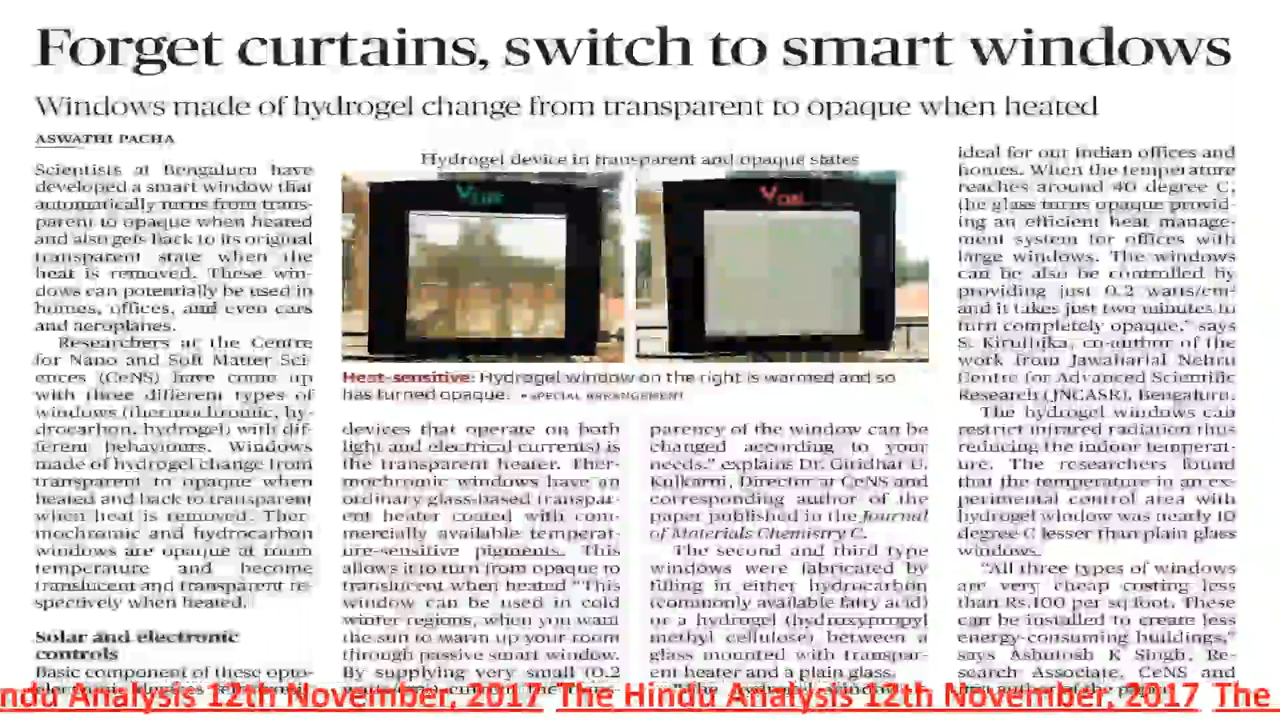 Forget curtains, switch to smart windows
Windows made of hydrogel change from transparent to opaque when heated
ASWATHI PACHA
Scientists at Bengaluru have
developed a smart window that
automatically turns from trans-
parent to opaque when heated
and also gets back to its original
transparent state when the
heat is removed. These win-
dows can potentially be used in
homes, offices, and even cars
and aeroplanes.
Researchers at the Centre
for Nano and Soft Matter Sci-
ences (CeNS) have come up
with three different types of
windows (thermochromic, hy-
drocarbon, hydrogel) with dif-
ferent behaviours. Windows
made of hydrogel change from
transparent to opaque when
heated and back to transparent
when heat is removed. Ther
mochromic and hydrocarbon
windows are opaque at room
temperature and become
translucent and transparent re-
spectively when heated.
Solar and electronic
controls
Basic component of these opto-
Hydrogel device in transparent and opaque states
Heat-sensitive: Hydrogel window on the right is warmed and so
has turned opaque. • SPECIAL ARRANGEMENT
devices that operate on both
light and electrical currents) is
the transparent heater. Ther-
mochromic windows have an
ordinary glass-based transpar-
ent heater coated with com-
mercially available temperat-
ure-sensitive pigments. This
allows it to turn from opaque to
translucent when heated "This
window can be used in cold
winter regions, when you want
the sun to warm up your room
through passive smart window.
By supplying very small (0.2
parency of the window can be
changed according to your
needs," explains Dr. Giridhar U.
Kulkarni, Director at CeNS and
corresponding author of the
paper published in the Journal
of Materials Chemistry C.
The second and third type
windows were fabricated by
filling in either hydrocarbon
(commonly available fatty acid)
or a hydrogel (hydroxypropyl
methyl cellulose) between a
glass mounted with transpar-
ent heater and a plain glass.
ideal for our Indian offices and
homes. When the temperature
reaches around 40 degree C,
the glass turns opaque provid-
ing an efficient heat manage-
ment system for offices with
large windows. The windows
can be also be controlled by
providing just 0.2 watts/cm²
and it takes just two minutes to
turn completely opaque," says
S. Kiruthika, co-author of the
work from Jawaharlal Nehru
Centre for Advanced Scientific
Research (JNCASR), Bengaluru.
The hydrogel windows can
restrict infrared radiation thus
reducing the indoor temperat-
ure. The researchers found
that the temperature in an ex-
perimental control area with
hydrogel window was nearly 10
degree C lesser than plain glass
windows.
"All three types of windows
are very cheap costing less
than Rs.100 per sq foot. These
can be installed to create less
energy-consuming buildings,"
says Ashutosh K Singh, Re-
search Associate, CeNS and
ndu Analysis 12th November, 2017 The Hindu Analysis 12th November, 2017 The